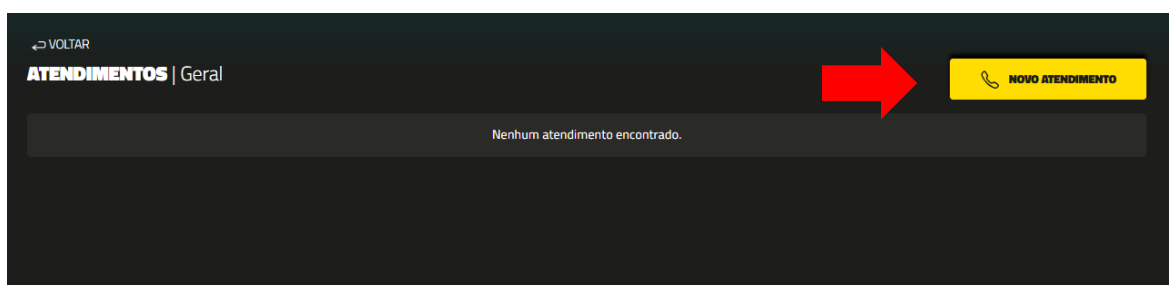 VOLTAR
ATENDIMENTOS | Geral
NOVO ATENDIMENTO
Nenhum atendimento encontrado.